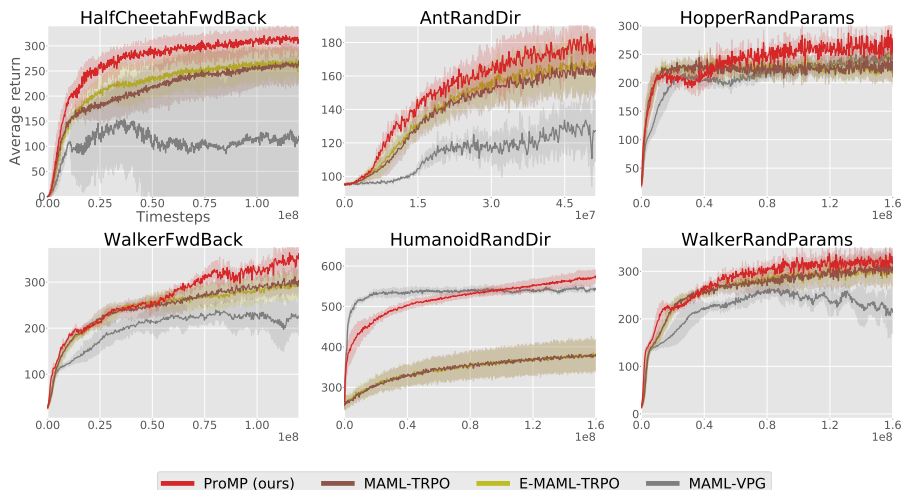 HalfCheetahFwdBack
AntRandDir
HopperRandParams
Average return
300
250
200
150
100
50
0
0.00 0.25 0.50 0.75 1.00
1e8
Timesteps
180
160
140
120
100
0.0 1.5 3.0 4.5
1e7
300
250
200
150
100
50
0.0 0.4 0.8 1.2 1.6
1e8
WalkerFwdBack
HumanoidRandDir
WalkerRandParams
300
200
100
0.00 0.25 0.50 0.75 1.00
1e8
600
500
400
300
0.0 0.4 0.8 1.2 1.6
1e8
300
200
100
0
0.0 0.4 0.8 1.2 1.6
1e8
ProMP (ours) MAML-TRPO E-MAML-TRPO MAML-VPG